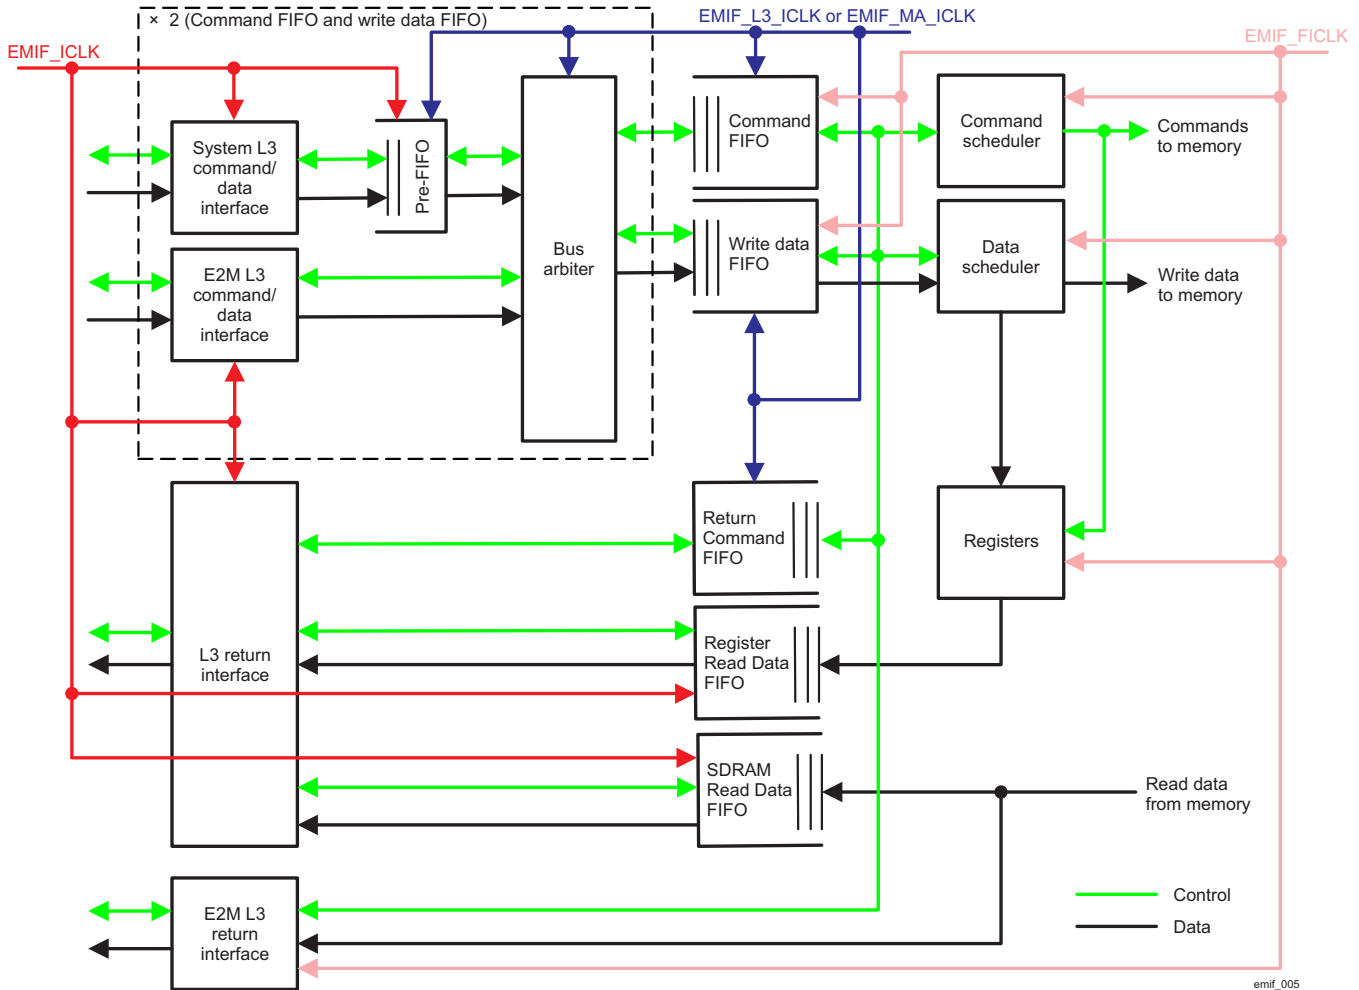 × 2 (Command FIFO and write data FIFO)
EMIF_L3_ICLK or EMIF_MA_ICLK
EMIF_ICLK
EMIF_FICLK
System L3
command/
data
interface
Pre-FIFO
E2M L3
command/
data
interface
Bus
arbiter
Command
FIFO
Write data
FIFO
Command
scheduler
Data
scheduler
Commands
to memory
Write data
to memory
Return
Command
FIFO
Registers
L3 return
interface
Register
Read Data
FIFO
SDRAM
Read Data
FIFO
Read data
from memory
E2M L3
return
interface
Control
Data
emif_005